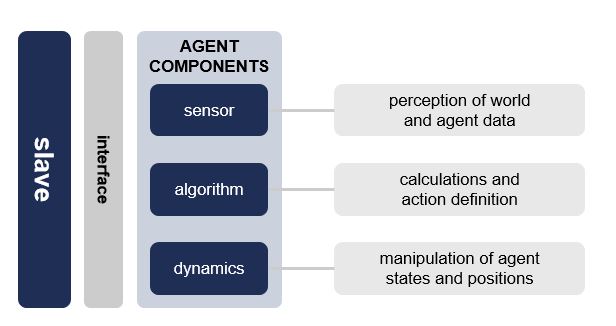 slave
interface
AGENT
COMPONENTS
sensor
perception of world
and agent data
algorithm
calculations and
action definition
dynamics
manipulation of agent
states and positions